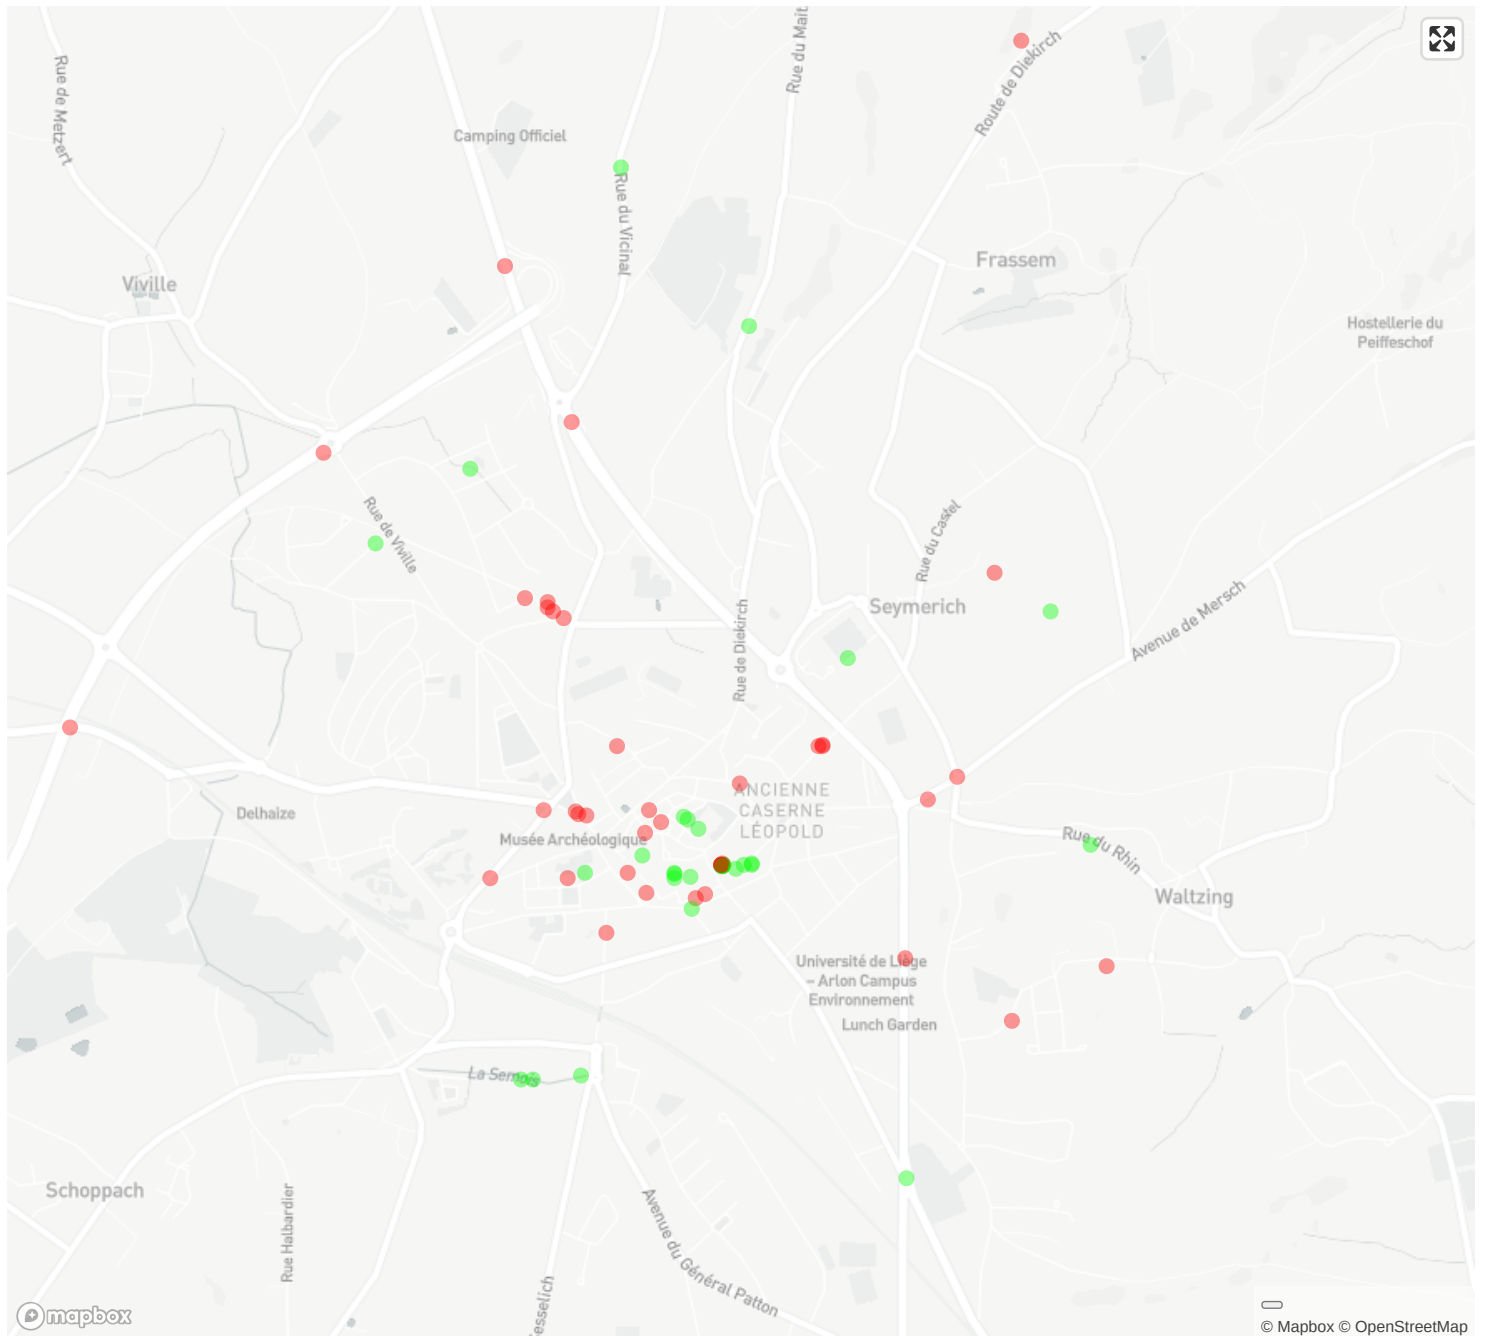 Rue de Metzert
Camping Officiel
Rue du Vicinal
Rue du Mait
Route de Diekirch
Viville
Frassem
Hostellerie du
Peiffeschof
Rue de Viville
Rue du Castel
Seymerich
Avenue de Mersch
Rue de Diekirch
Delhaize
Musée Archéologique
ANCIENNE
CASERNE
LÉOPOLD
Rue du Rhin
Waltzing
Université de Liège
– Arlon Campus
Environnement
Lunch Garden
La Semois
Schoppach
Rue Halbardier
Avenue du Général Patton
esselich
mapbox
© Mapbox © OpenStreetMap